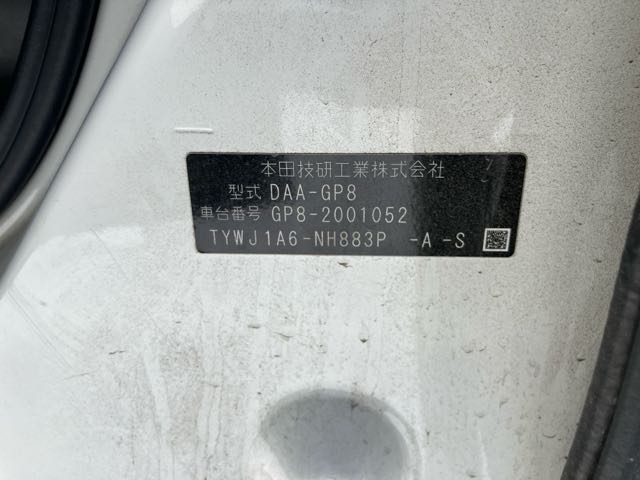 本田技研工業株式会社
型式 DAA-GP8
車台番号 GP8-2001052
TYWJ1A6-NH883P -A -S